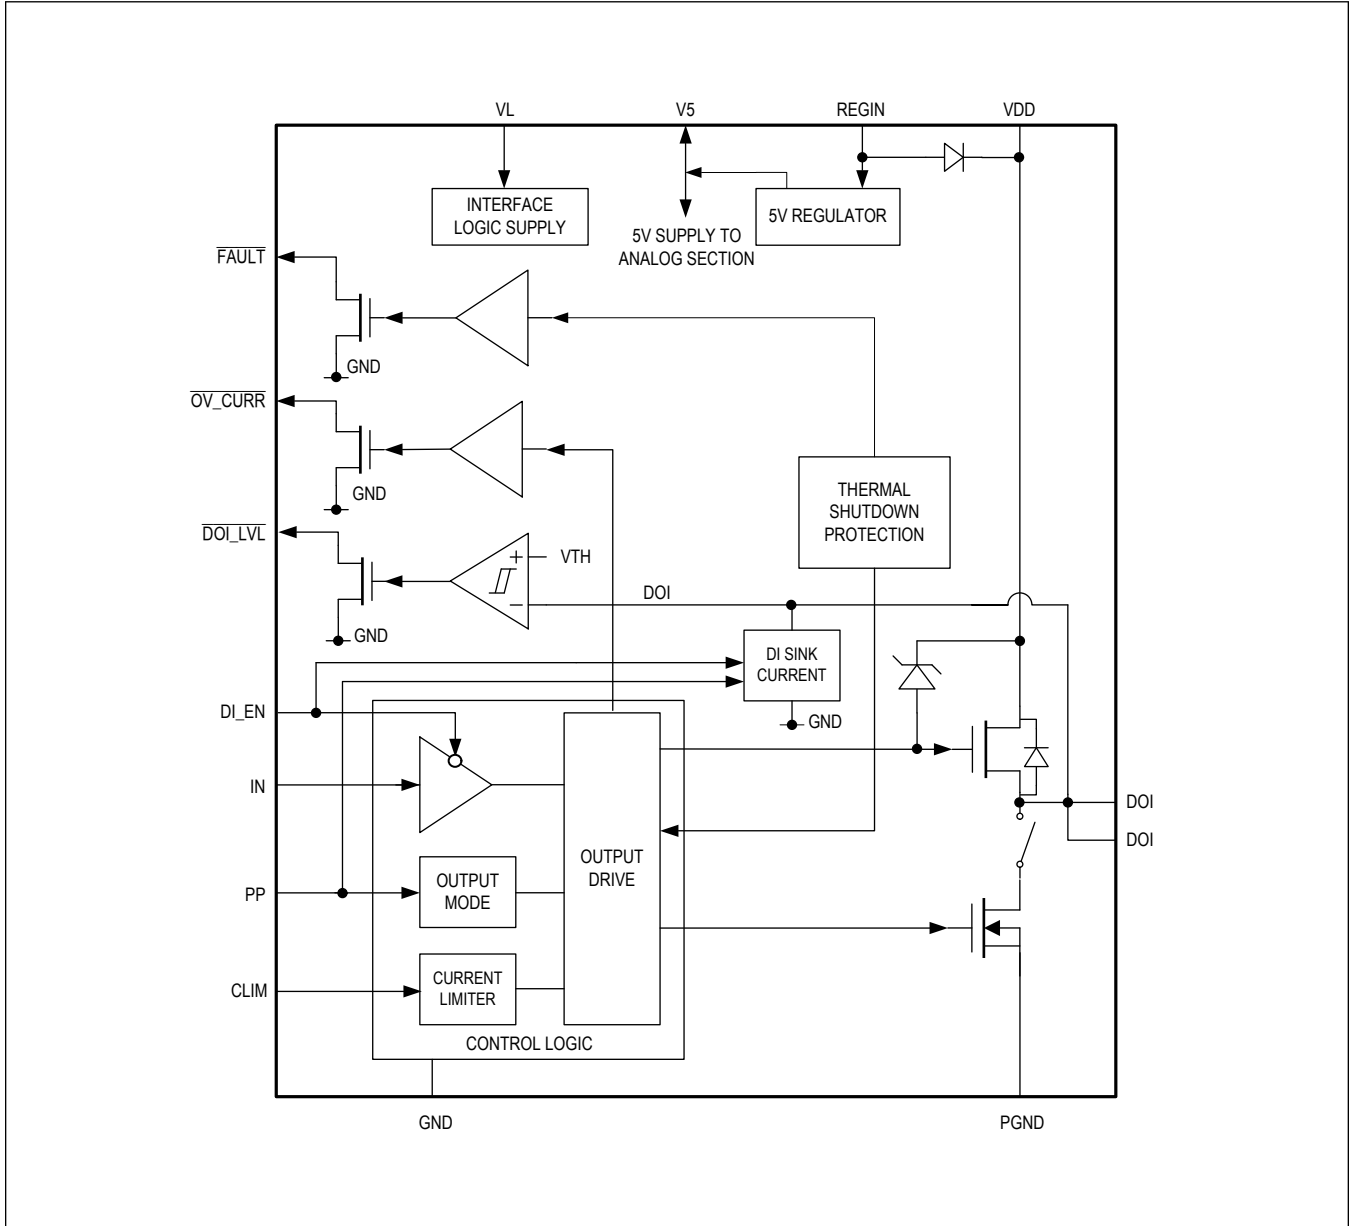 VL
V5
REGIN
VDD
INTERFACE
LOGIC SUPPLY
5V REGULATOR
5V SUPPLY TO
ANALOG SECTION
FAULT
GND
OV_CURR
GND
THERMAL
SHUTDOWN
PROTECTION
DOI_LVL
+
VTH
−
DOI
GND
DI SINK
CURRENT
GND
DI_EN
IN
DOI
DOI
OUTPUT
DRIVE
PP
OUTPUT
MODE
CLIM
CURRENT
LIMITER
CONTROL LOGIC
GND
PGND